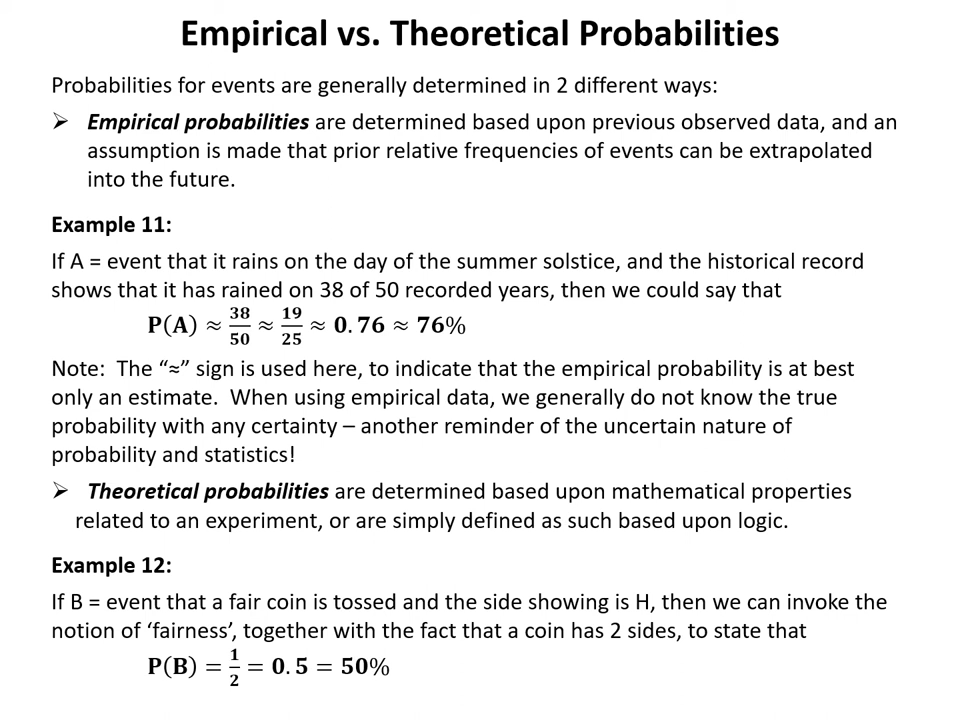 Empirical vs. Theoretical Probabilities
Probabilities for events are generally determined in 2 different ways:
➢ Empirical probabilities are determined based upon previous observed data, and an
assumption is made that prior relative frequencies of events can be extrapolated
into the future.
Example 11:
If A = event that it rains on the day of the summer solstice, and the historical record
shows that it has rained on 38 of 50 recorded years, then we could say that
P(A) ≈ 38/50 ≈ 19/25 ≈ 0.76 ≈ 76%
Note: The “≈” sign is used here, to indicate that the empirical probability is at best
only an estimate. When using empirical data, we generally do not know the true
probability with any certainty – another reminder of the uncertain nature of
probability and statistics!
➢ Theoretical probabilities are determined based upon mathematical properties
related to an experiment, or are simply defined as such based upon logic.
Example 12:
If B = event that a fair coin is tossed and the side showing is H, then we can invoke the
notion of ‘fairness’, together with the fact that a coin has 2 sides, to state that
P(B) = 1/2 = 0.5 = 50%